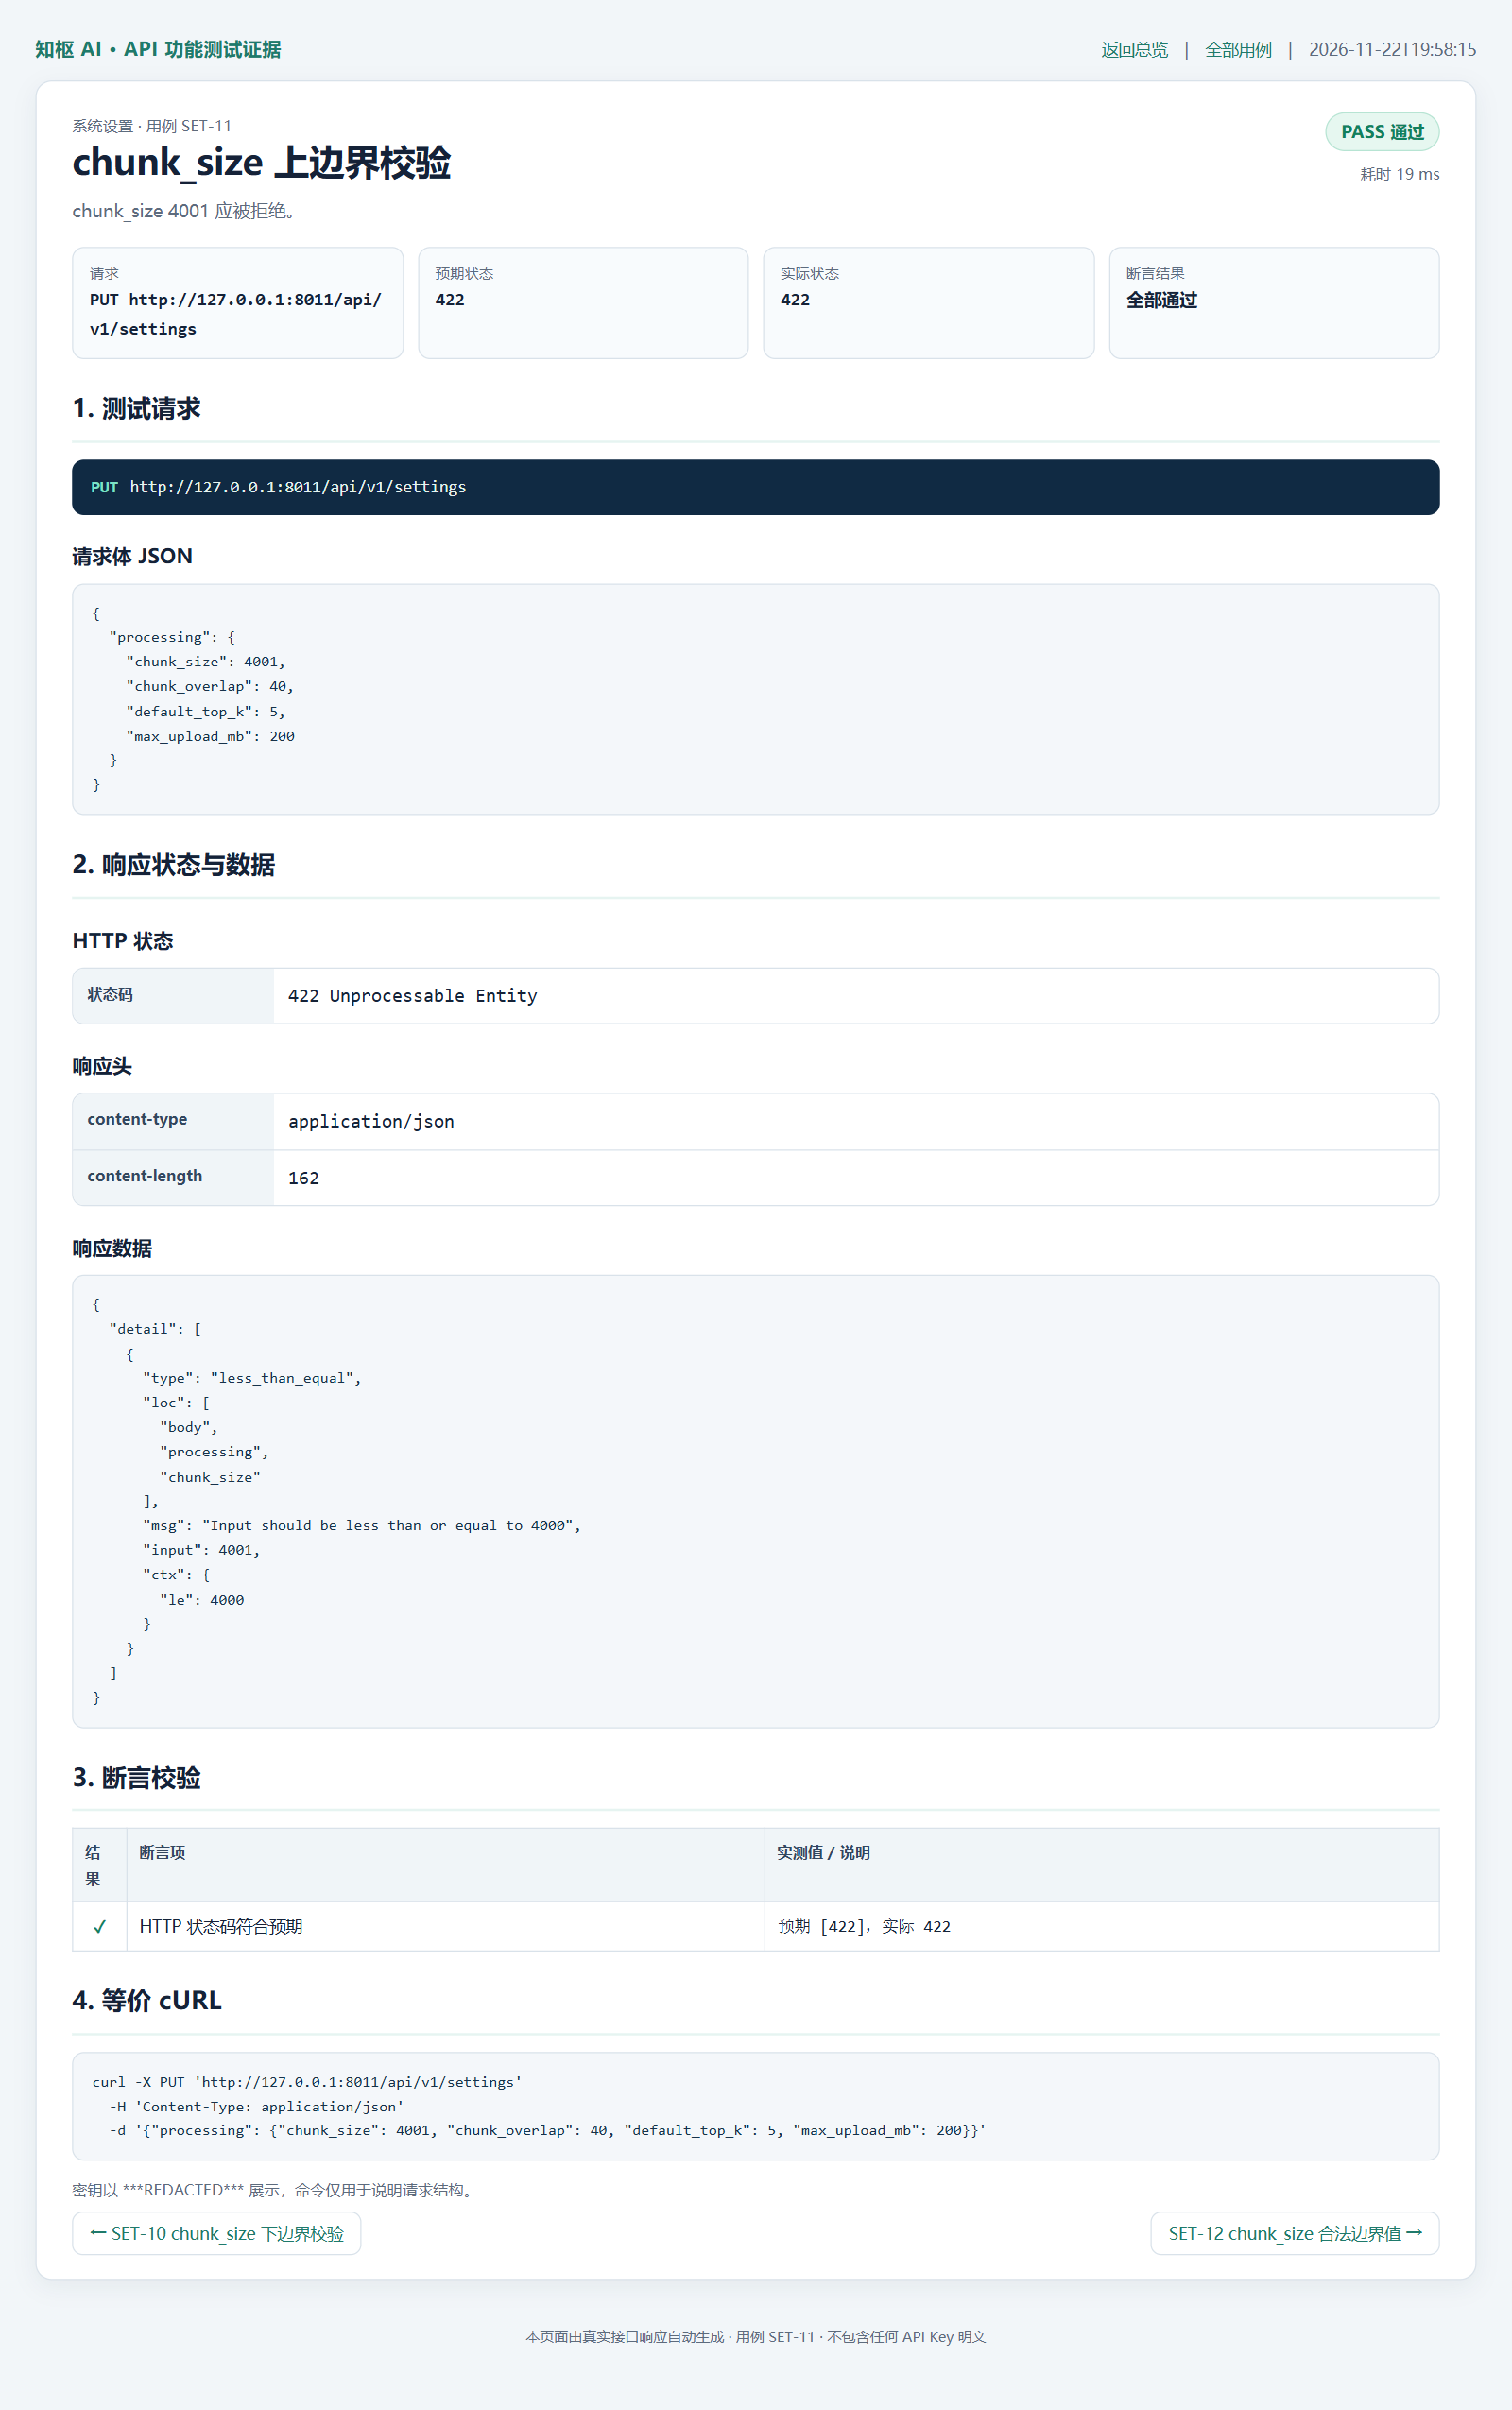 知枢 AI • API 功能测试证据
返回总览 | 全部用例 | 2026-11-22T19:58:15
系统设置 · 用例 SET-11
PASS 通过
chunk_size 上边界校验
耗时 19 ms
chunk_size 4001 应被拒绝。
请求
PUT http://127.0.0.1:8011/api/
v1/settings
预期状态
422
实际状态
422
断言结果
全部通过
1. 测试请求
PUT http://127.0.0.1:8011/api/v1/settings
请求体 JSON
{
  "processing": {
    "chunk_size": 4001,
    "chunk_overlap": 40,
    "default_top_k": 5,
    "max_upload_mb": 200
  }
}
2. 响应状态与数据
HTTP 状态
状态码 422 Unprocessable Entity
响应头
content-type application/json
content-length 162
响应数据
{
  "detail": [
    {
      "type": "less_than_equal",
      "loc": [
        "body",
        "processing",
        "chunk_size"
      ],
      "msg": "Input should be less than or equal to 4000",
      "input": 4001,
      "ctx": {
        "le": 4000
      }
    }
  ]
}
3. 断言校验
结果 断言项 实测值 / 说明
✓ HTTP 状态码符合预期 预期 [422]，实际 422
4. 等价 cURL
curl -X PUT 'http://127.0.0.1:8011/api/v1/settings'
  -H 'Content-Type: application/json'
  -d '{"processing": {"chunk_size": 4001, "chunk_overlap": 40, "default_top_k": 5, "max_upload_mb": 200}}'
密钥以 ***REDACTED*** 展示，命令仅用于说明请求结构。
← SET-10 chunk_size 下边界校验
SET-12 chunk_size 合法边界值 →
本页面由真实接口响应自动生成 · 用例 SET-11 · 不包含任何 API Key 明文